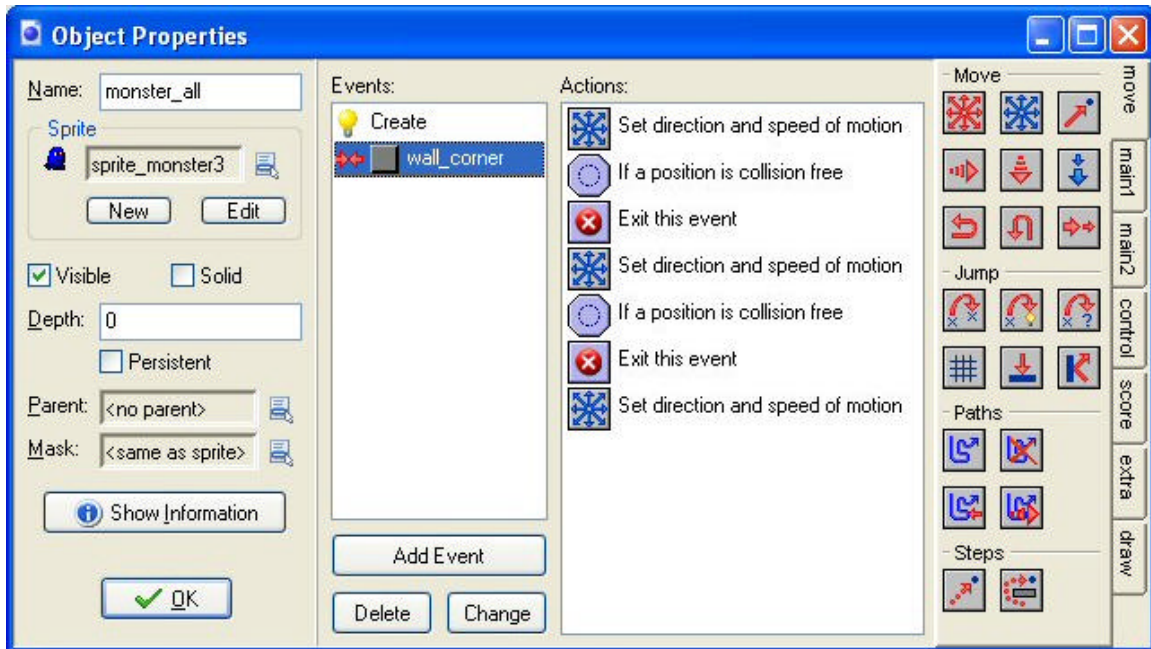 Object Properties
Name: monster_all
Sprite
sprite_monster3
New Edit
Visible Solid
Depth: 0
Persistent
Parent: <no parent>
Mask: <same as sprite>
Show Information
OK
Events:
Create
wall_corner
Add Event
Delete Change
Actions:
Set direction and speed of motion
If a position is collision free
Exit this event
Set direction and speed of motion
If a position is collision free
Exit this event
Set direction and speed of motion
Move
Jump
Paths
Steps
move
main1
main2
control
score
extra
draw